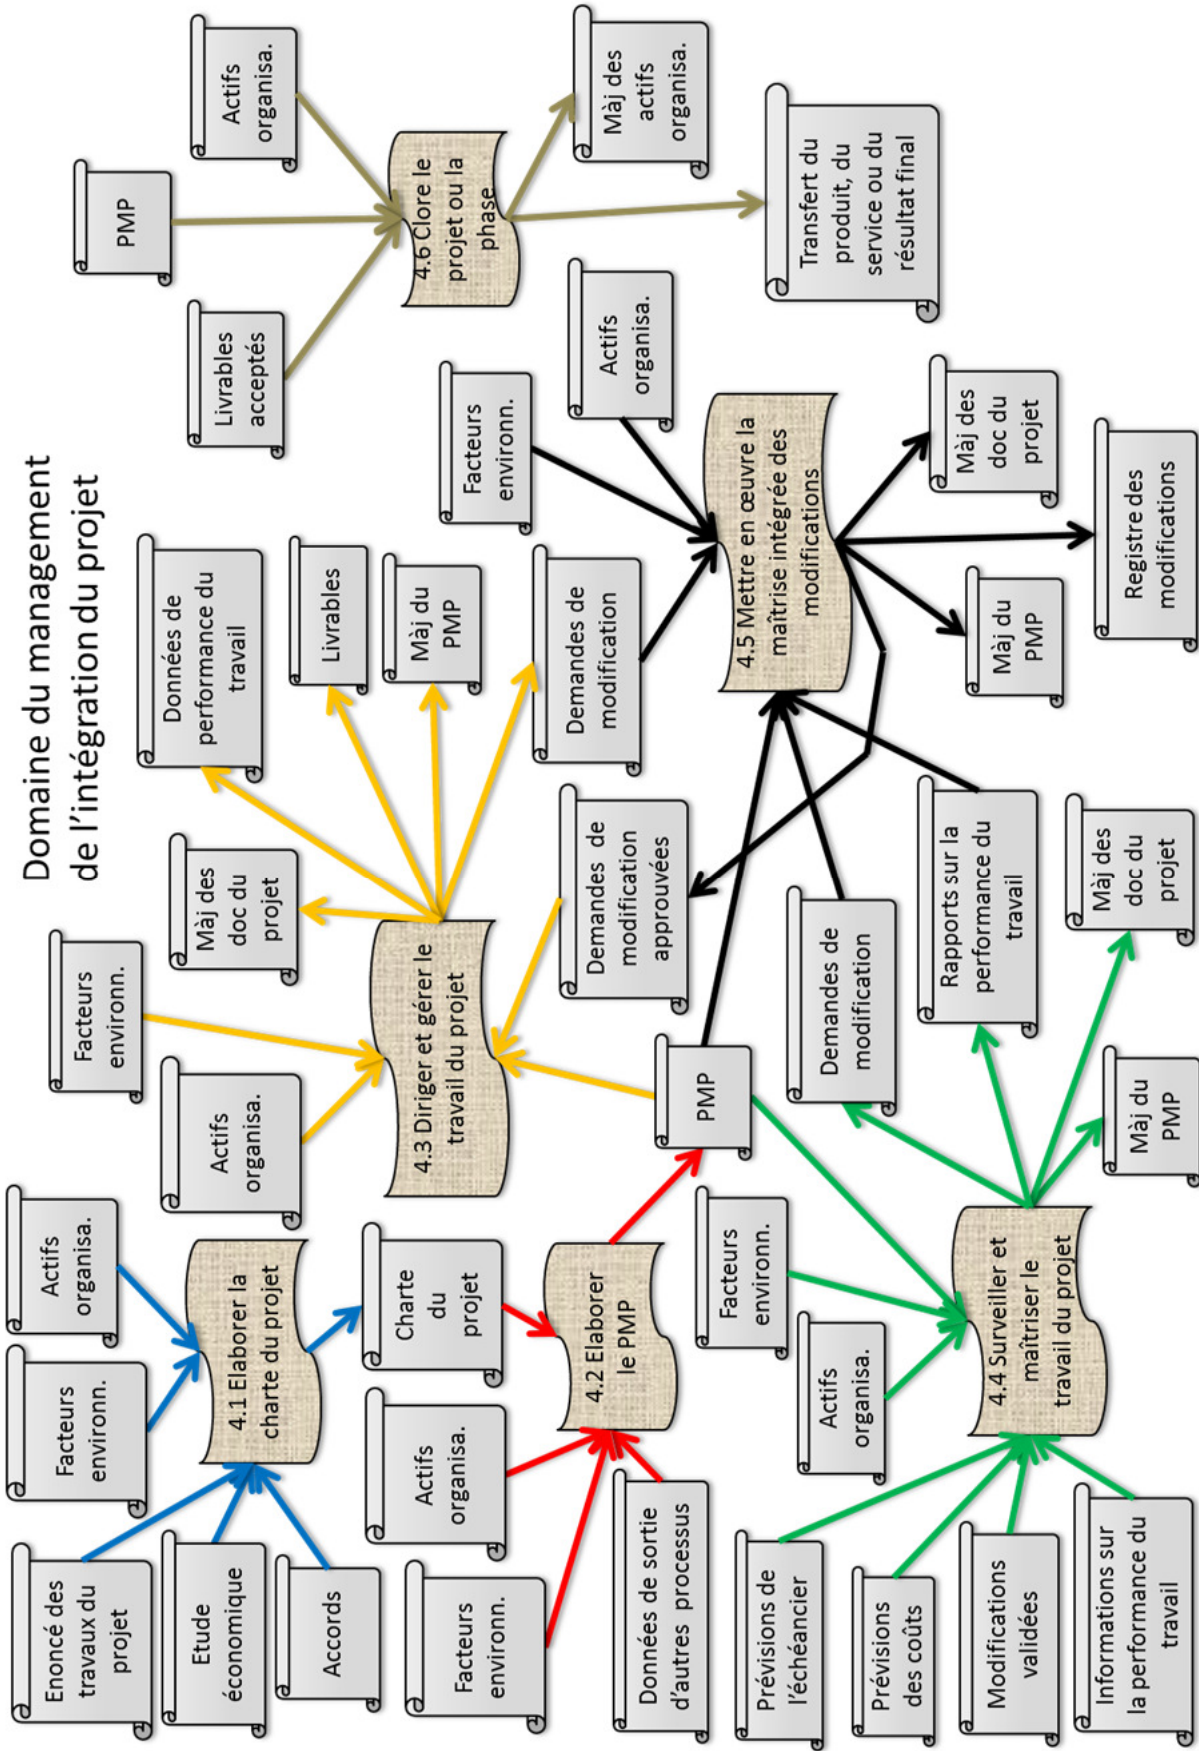 Domaine du management
de l’intégration du projet
Enoncé des
travaux du
projet
Etude
économique
Accords
Facteurs
environn.
Actifs
organisa.
4.1 Elaborer la
charte du projet
Charte
du
projet
Actifs
organisa.
Facteurs
environn.
Données de sortie
d’autres processus
4.2 Elaborer
le PMP
PMP
Actifs
organisa.
Facteurs
environn.
4.3 Diriger et gérer le
travail du projet
Màj des
doc du
projet
Données de
performance du
travail
Livrables
Màj du
PMP
Demandes de
modification
Demandes de
modification
approuvées
Prévisions de
l’échéancier
Prévisions
des coûts
Modifications
validées
Informations sur
la performance du
travail
Actifs
organisa.
Facteurs
environn.
4.4 Surveiller et
maîtriser le
travail du projet
Demandes de
modification
Rapports sur la
performance du
travail
Màj des
doc du
projet
Màj du
PMP
Facteurs
environn.
Actifs
organisa.
4.5 Mettre en œuvre la
maîtrise intégrée des
modifications
Màj du
PMP
Registre des
modifications
Màj des
doc du
projet
Livrables
acceptés
PMP
Actifs
organisa.
4.6 Clore le
projet ou la
phase
Màj des
actifs
organisa.
Transfert du
produit, du
service ou du
résultat final